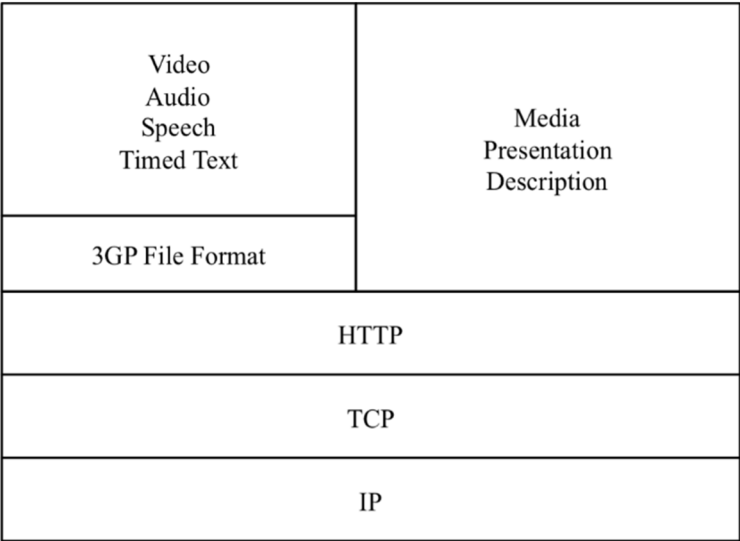 Video
Audio
Speech
Timed Text
3GP File Format
Media
Presentation
Description
HTTP
TCP
IP